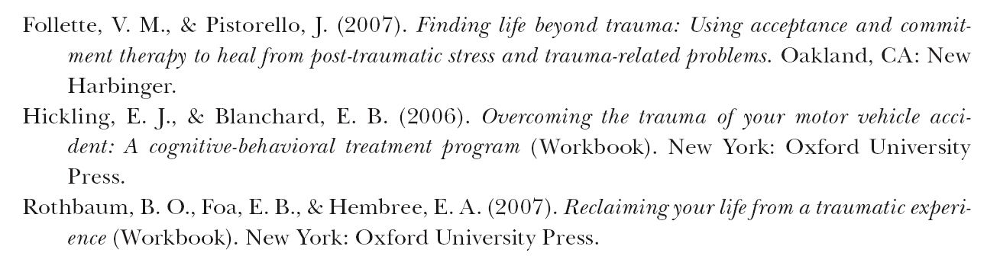 Follette, V. M., & Pistorello, J. (2007). Finding life beyond trauma: Using acceptance and commit-
ment therapy to heal from post-traumatic stress and trauma-related problems. Oakland, CA: New
Harbinger.
Hickling, E. J., & Blanchard, E. B. (2006). Overcoming the trauma of your motor vehicle acci-
dent: A cognitive-behavioral treatment program (Workbook). New York: Oxford University
Press.
Rothbaum, B. O., Foa, E. B., & Hembree, E. A. (2007). Reclaiming your life from a traumatic experi-
ence (Workbook). New York: Oxford University Press.